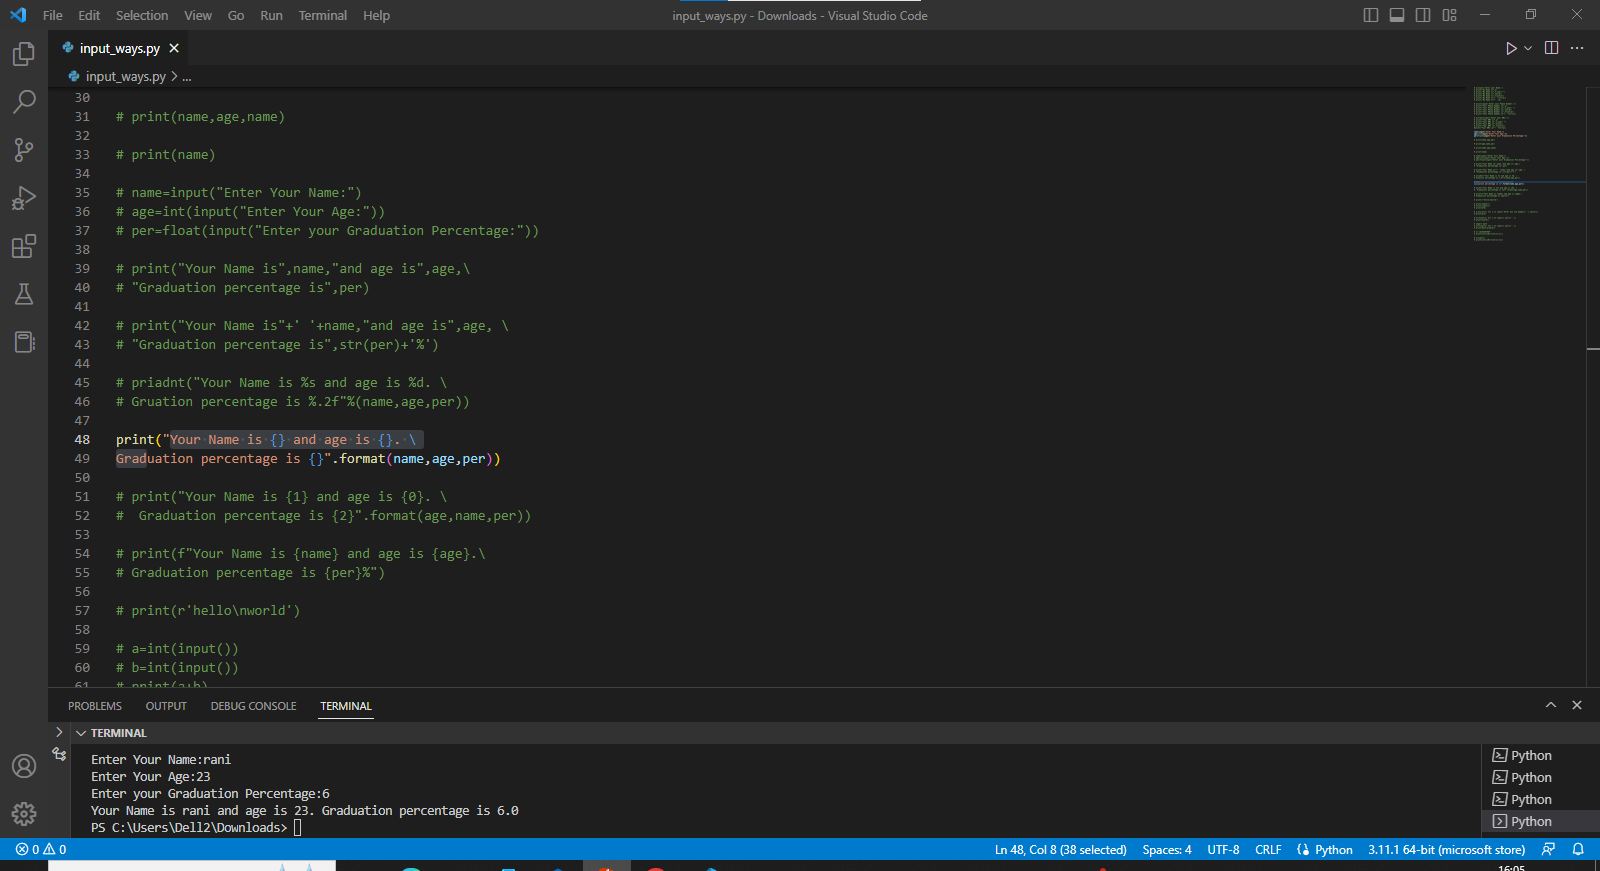 File Edit Selection View Go Run Terminal Help
input_ways.py - Downloads - Visual Studio Code
input_ways.py
input_ways.py > ...
30
31 # print(name,age,name)
32
33 # print(name)
34
35 # name=input("Enter Your Name:")
36 # age=int(input("Enter Your Age:"))
37 # per=float(input("Enter your Graduation Percentage:"))
38
39 # print("Your Name is",name,"and age is",age,\
40 # "Graduation percentage is",per)
41
42 # print("Your Name is"+' '+name,"and age is",age, \
43 # "Graduation percentage is",str(per)+'%')
44
45 # priadnt("Your Name is %s and age is %d. \
46 # Gruation percentage is %.2f"%(name,age,per))
47
48 print("Your Name is {} and age is {}. \
49 Graduation percentage is {}".format(name,age,per))
50
51 # print("Your Name is {1} and age is {0}. \
52 #  Graduation percentage is {2}".format(age,name,per))
53
54 # print(f"Your Name is {name} and age is {age}.\
55 # Graduation percentage is {per}%")
56
57 # print(r'hello\nworld')
58
59 # a=int(input())
60 # b=int(input())
61 # print(a+b)
PROBLEMS OUTPUT DEBUG CONSOLE TERMINAL
TERMINAL
Enter Your Name:rani
Enter Your Age:23
Enter your Graduation Percentage:6
Your Name is rani and age is 23. Graduation percentage is 6.0
PS C:\Users\Dell2\Downloads>
Python
Python
Python
Python
0 0 Ln 48, Col 8 (38 selected) Spaces: 4 UTF-8 CRLF Python 3.11.1 64-bit (microsoft store)
16:05